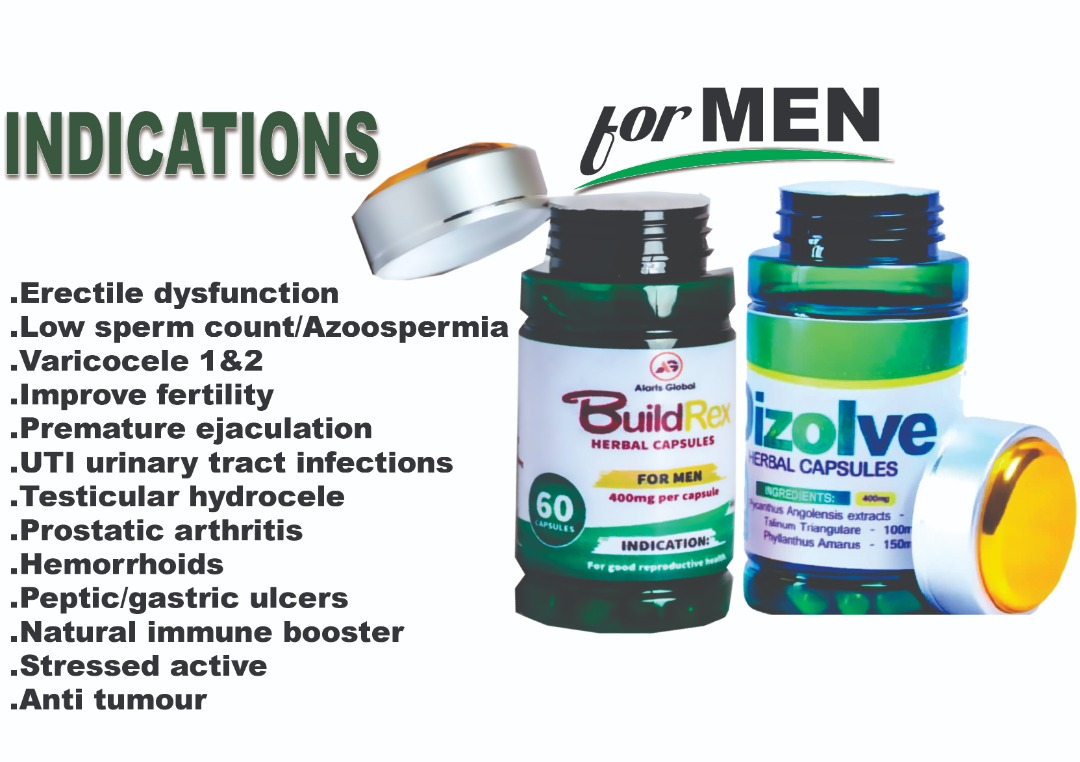 INDICATIONS
for MEN
.Erectile dysfunction
.Low sperm count/Azoospermia
.Varicocele 1&2
.Improve fertility
.Premature ejaculation
.UTI urinary tract infections
.Testicular hydrocele
.Prostatic arthritis
.Hemorrhoids
.Peptic/gastric ulcers
.Natural immune booster
.Stressed active
.Anti tumour
Alaris Global
BuildRex
HERBAL CAPSULES
FOR MEN
400mg per capsule
60
CAPSULES
INDICATION:
For good reproductive health
Dizolve
HERBAL CAPSULES
INGREDIENTS: 400mg
Angolensis extracts -
Talinum Triangulare - 100m
Phyllanthus Amarus - 150m